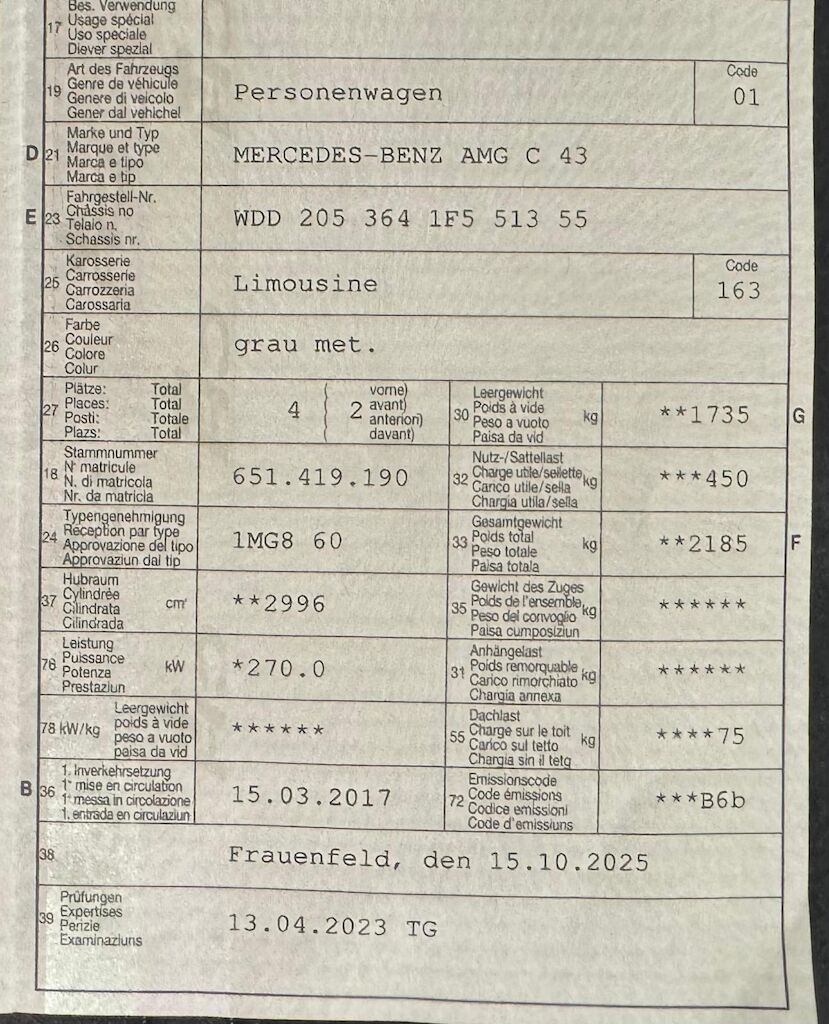 Bes. Verwendung
17 Usage spécial
Uso speciale
Diever spezial
Art des Fahrzeugs
19 Genre de véhicule
Genere di veicolo
Gener dal vehichel
Personenwagen
Code
01
D 21 Marke und Typ
Marque et type
Marca e tipo
Marca e tip
MERCEDES-BENZ AMG C 43
E 23 Fahrgestell-Nr.
Châssis no
Telaio n.
Schassis nr.
WDD 205 364 1F5 513 55
25 Karosserie
Carrosserie
Carrozzeria
Carossaria
Limousine
Code
163
26 Farbe
Couleur
Colore
Colur
grau met.
27 Plätze: Total
Places: Total
Posti: Totale
Plazs: Total
4 ( 2 vorne)
( avant)
( anteriori)
( davant)
30 Leergewicht
Poids à vide
Peso a vuoto
Paisa da vid
kg
**1735 G
18 Stammnummer
N° matricule
N. di matricola
Nr. da matricla
651.419.190
32 Nutz-/Sattellast
Charge utile/sellette
Carico utile/sella
Chargia utila/sella
kg
***450
24 Typengenehmigung
Réception par type
Approvazione del tipo
Approvaziun dal tip
1MG8 60
33 Gesamtgewicht
Poids total
Peso totale
Paisa totala
kg
**2185 F
37 Hubraum
Cylindrée
Cilindrata
Cilindrada
cm³
**2996
35 Gewicht des Zuges
Poids de l'ensemble
Peso del convoglio
Paisa cumposiziun
kg
******
76 Leistung
Puissance
Potenza
Prestaziun
kW
*270.0
31 Anhängelast
Poids remorquable
Carico rimorchiato
Chargia annexa
kg
******
78 kW/kg Leergewicht
poids à vide
peso a vuoto
paisa da vid
******
55 Dachlast
Charge sur le toit
Carico sul tetto
Chargia sin il tetg
kg
****75
B 36 1. Inverkehrsetzung
1ʳᵉ mise en circulation
1ª messa in circolazione
1. entrada en circulaziun
15.03.2017
72 Emissionscode
Code émissions
Codice emissioni
Code d'emissiuns
***B6b
38
Frauenfeld, den 15.10.2025
39 Prüfungen
Expertises
Perizie
Examinaziuns
13.04.2023 TG